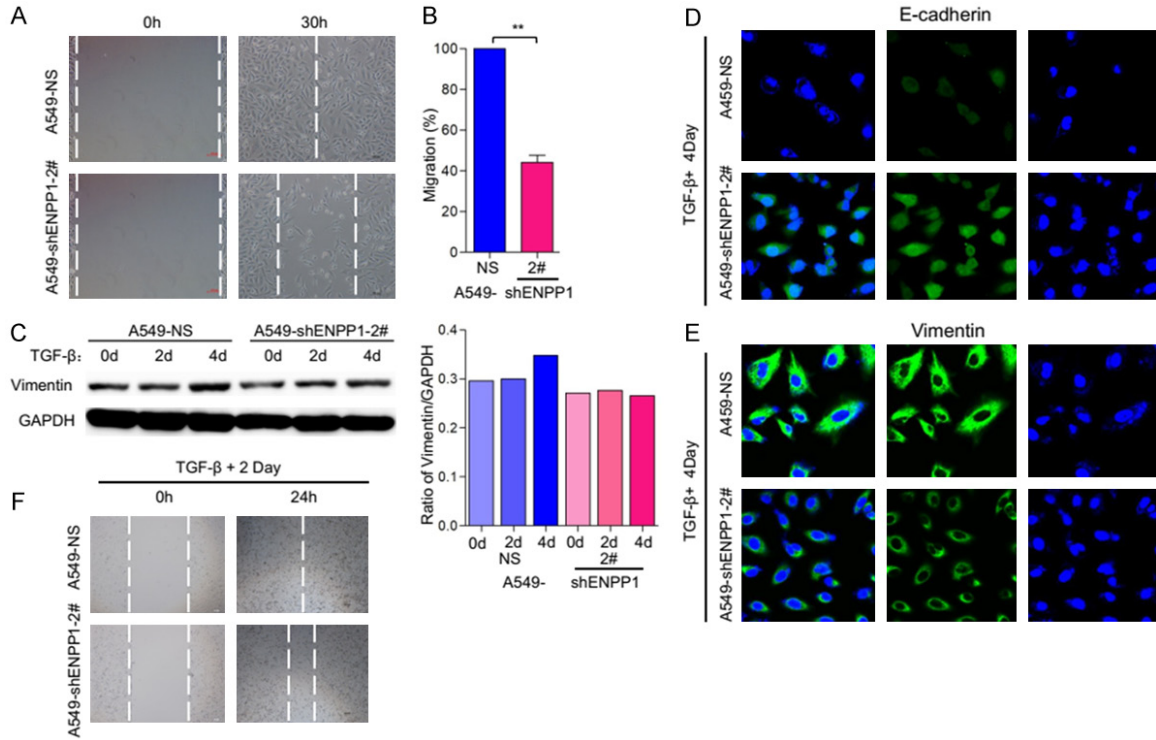 A
0h
30h
A549-NS
A549-shENPP1-2#
B
**
Migration (%)
100
80
60
40
20
0
NS
2#
A549-
shENPP1
C
A549-NS
A549-shENPP1-2#
TGF-β:
0d
2d
4d
0d
2d
4d
Vimentin
GAPDH
Ratio of Vimentin/GAPDH
0.4
0.3
0.2
0.1
0.0
0d
2d
4d
0d
2d
4d
NS
2#
A549-
shENPP1
D
E-cadherin
TGF-β+ 4Day
A459-NS
A549-shENPP1-2#
E
Vimentin
TGF-β+ 4Day
A459-NS
A549-shENPP1-2#
F
TGF-β + 2 Day
0h
24h
A549-NS
A549-shENPP1-2#